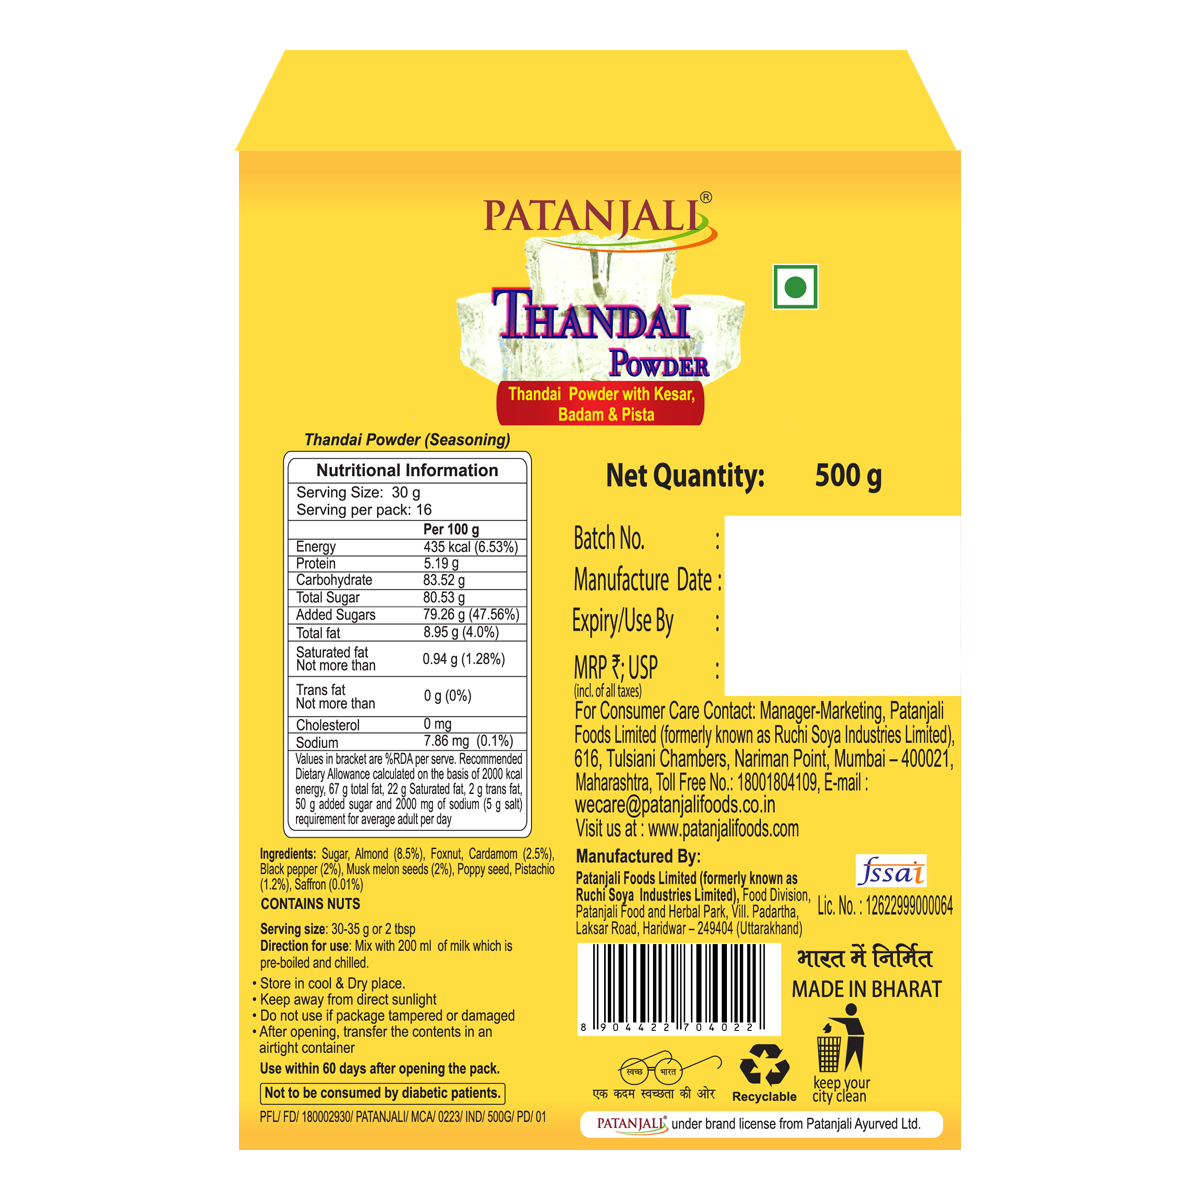 PATANJALI®
THANDAI
POWDER
Thandai Powder with Kesar,
Badam & Pista
Thandai Powder (Seasoning)
Nutritional Information
Serving Size: 30 g
Serving per pack: 16
Per 100 g
Energy 435 kcal (6.53%)
Protein 5.19 g
Carbohydrate 83.52 g
Total Sugar 80.53 g
Added Sugars 79.26 g (47.56%)
Total fat 8.95 g (4.0%)
Saturated fat
Not more than 0.94 g (1.28%)
Trans fat
Not more than 0 g (0%)
Cholesterol 0 mg
Sodium 7.86 mg (0.1%)
Values in bracket are %RDA per serve. Recommended
Dietary Allowance calculated on the basis of 2000 kcal
energy, 67 g total fat, 22 g Saturated fat, 2 g trans fat,
50 g added sugar and 2000 mg of sodium (5 g salt)
requirement for average adult per day
Ingredients: Sugar, Almond (8.5%), Foxnut, Cardamom (2.5%),
Black pepper (2%), Musk melon seeds (2%), Poppy seed, Pistachio
(1.2%), Saffron (0.01%)
CONTAINS NUTS
Serving size: 30-35 g or 2 tbsp
Direction for use: Mix with 200 ml of milk which is
pre-boiled and chilled.
• Store in cool & Dry place.
• Keep away from direct sunlight
• Do not use if package tampered or damaged
• After opening, transfer the contents in an
airtight container
Use within 60 days after opening the pack.
Not to be consumed by diabetic patients.
PFL/ FD/ 180002930/ PATANJALI/ MCA/ 0223/ IND/ 500G/ PD/ 01
Net Quantity: 500 g
Batch No. :
Manufacture Date :
Expiry/Use By :
MRP ₹; USP :
(incl. of all taxes)
For Consumer Care Contact: Manager-Marketing, Patanjali
Foods Limited (formerly known as Ruchi Soya Industries Limited),
616, Tulsiani Chambers, Nariman Point, Mumbai – 400021,
Maharashtra, Toll Free No.: 18001804109, E-mail :
wecare@patanjalifoods.co.in
Visit us at : www.patanjalifoods.com
Manufactured By:
Patanjali Foods Limited (formerly known as
Ruchi Soya Industries Limited), Food Division,
Patanjali Food and Herbal Park, Vill. Padartha,
Laksar Road, Haridwar – 249404 (Uttarakhand)
fssai
Lic. No. : 12622999000064
8 904422 704022
भारत में निर्मित
MADE IN BHARAT
स्वच्छ भारत
एक कदम स्वच्छता की ओर
Recyclable
keep your
city clean
PATANJALI® under brand license from Patanjali Ayurved Ltd.